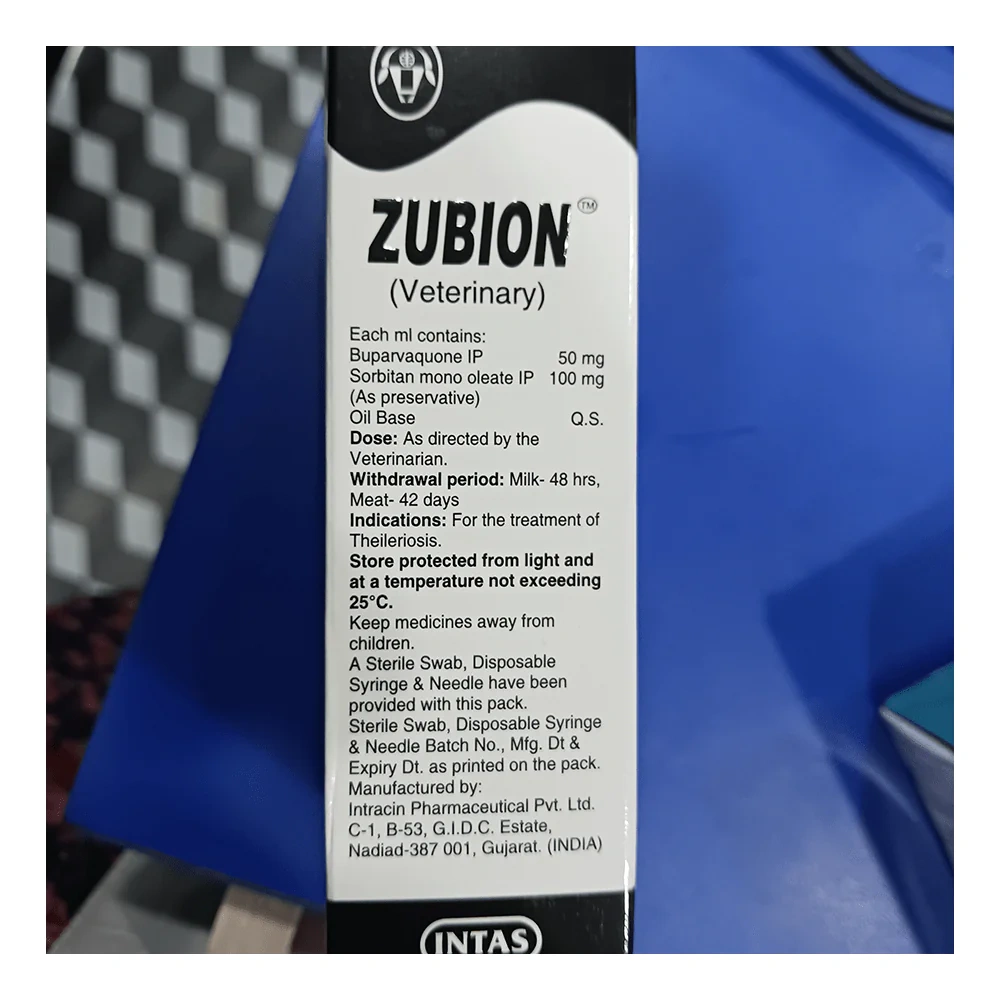 ZUBION™
(Veterinary)
Each ml contains:
Buparvaquone IP 50 mg
Sorbitan mono oleate IP 100 mg
(As preservative)
Oil Base Q.S.
Dose: As directed by the
Veterinarian.
Withdrawal period: Milk- 48 hrs,
Meat- 42 days
Indications: For the treatment of
Theileriosis.
Store protected from light and
at a temperature not exceeding
25°C.
Keep medicines away from
children.
A Sterile Swab, Disposable
Syringe & Needle have been
provided with this pack.
Sterile Swab, Disposable Syringe
& Needle Batch No., Mfg. Dt &
Expiry Dt. as printed on the pack.
Manufactured by:
Intracin Pharmaceutical Pvt. Ltd.
C-1, B-53, G.I.D.C. Estate,
Nadiad-387 001, Gujarat. (INDIA)
INTAS